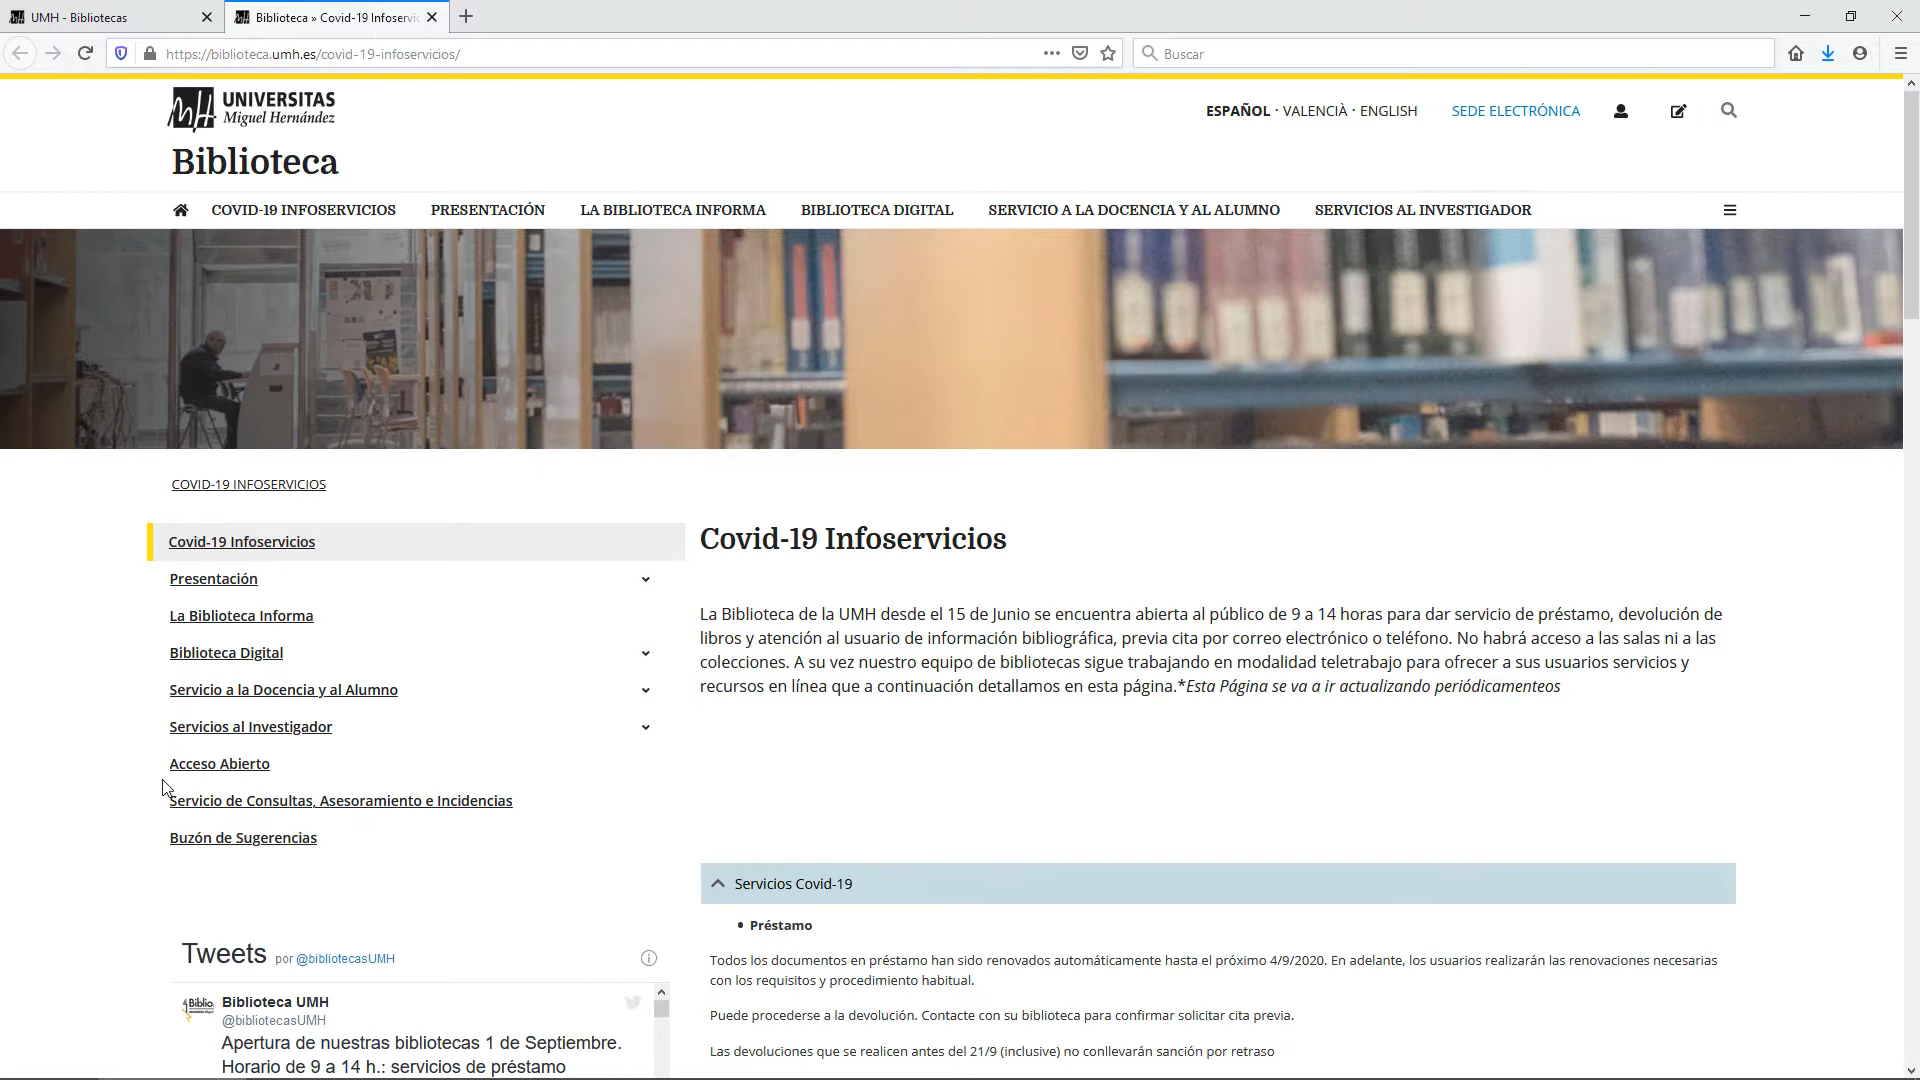 UMH - Bibliotecas
Biblioteca » Covid-19 Infoservic
https://biblioteca.umh.es/covid-19-infoservicios/
Buscar
UNIVERSITAS
Miguel Hernández
ESPAÑOL · VALENCIÀ · ENGLISH
SEDE ELECTRÓNICA
Biblioteca
COVID-19 INFOSERVICIOS
PRESENTACIÓN
LA BIBLIOTECA INFORMA
BIBLIOTECA DIGITAL
SERVICIO A LA DOCENCIA Y AL ALUMNO
SERVICIOS AL INVESTIGADOR
COVID-19 INFOSERVICIOS
Covid-19 Infoservicios
Presentación
La Biblioteca Informa
Biblioteca Digital
Servicio a la Docencia y al Alumno
Servicios al Investigador
Acceso Abierto
Servicio de Consultas, Asesoramiento e Incidencias
Buzón de Sugerencias
Tweets por @bibliotecasUMH
Biblio
Biblioteca UMH
@bibliotecasUMH
Apertura de nuestras bibliotecas 1 de Septiembre.
Horario de 9 a 14 h.: servicios de préstamo
Covid-19 Infoservicios
La Biblioteca de la UMH desde el 15 de Junio se encuentra abierta al público de 9 a 14 horas para dar servicio de préstamo, devolución de
libros y atención al usuario de información bibliográfica, previa cita por correo electrónico o teléfono. No habrá acceso a las salas ni a las
colecciones. A su vez nuestro equipo de bibliotecas sigue trabajando en modalidad teletrabajo para ofrecer a sus usuarios servicios y
recursos en línea que a continuación detallamos en esta página.*Esta Página se va a ir actualizando periódicamenteos
Servicios Covid-19
• Préstamo
Todos los documentos en préstamo han sido renovados automáticamente hasta el próximo 4/9/2020. En adelante, los usuarios realizarán las renovaciones necesarias
con los requisitos y procedimiento habitual.
Puede procederse a la devolución. Contacte con su biblioteca para confirmar solicitar cita previa.
Las devoluciones que se realicen antes del 21/9 (inclusive) no conllevarán sanción por retraso